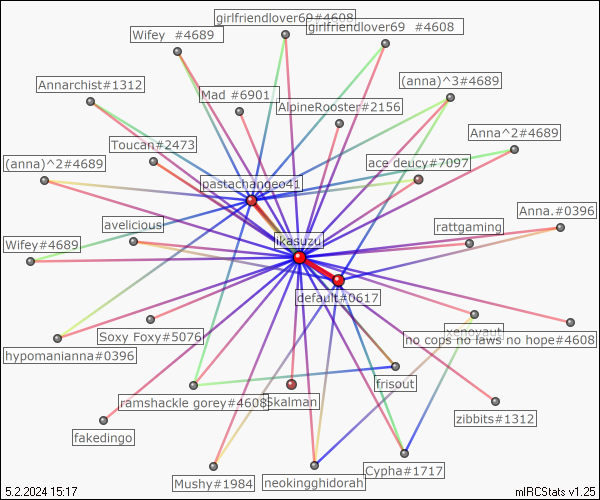 girlfriendlover69#4608
girlfriendlover69 #4608
Wifey #4689
Annarchist#1312
(anna)^3#4689
Mad #6901
AlpineRooster#2156
Anna^2#4689
Toucan#2473
(anna)^2#4689
ace deucy#7097
pastachangeo41
Anna.#0396
avelicious
rattgaming
Wifey#4689
ikasuzu
default#0617
xenoyaut
Soxy Foxy#5076
no cops no laws no hope#4608
hypomanianna#0396
frisout
ramshackle gorey#4608
Skalman
zibbits#1312
fakedingo
Cypha#1717
Mushy#1984
neokingghidorah
5.2.2024 15:17
mIRCStats v1.25